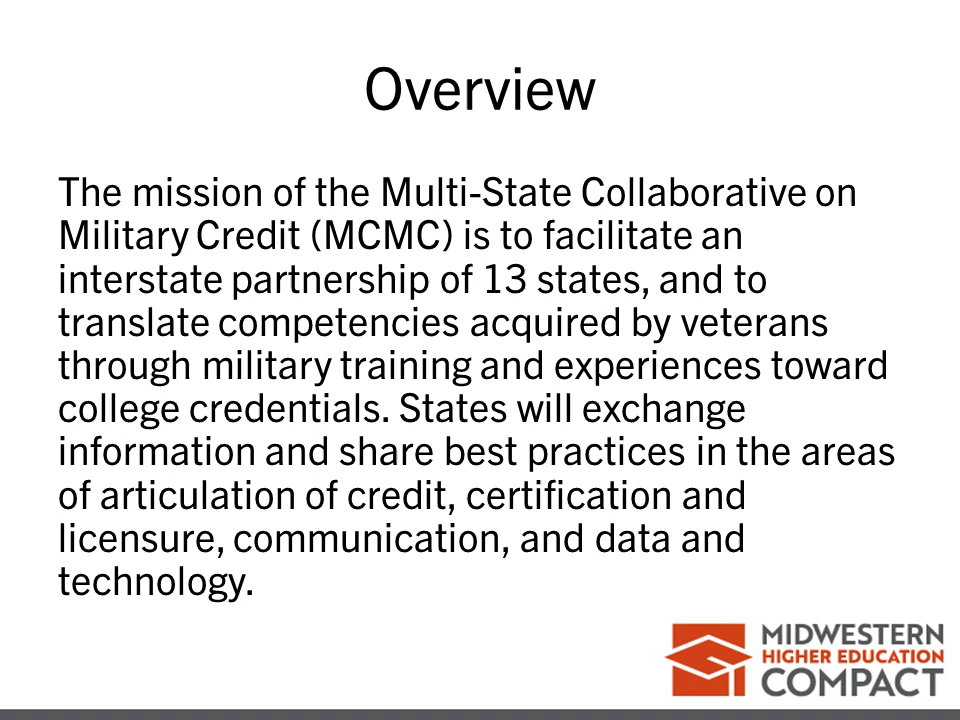 Overview
The mission of the Multi-State Collaborative on
Military Credit (MCMC) is to facilitate an
interstate partnership of 13 states, and to
translate competencies acquired by veterans
through military training and experiences toward
college credentials. States will exchange
information and share best practices in the areas
of articulation of credit, certification and
licensure, communication, and data and
technology.
MIDWESTERN
HIGHER EDUCATION
COMPACT